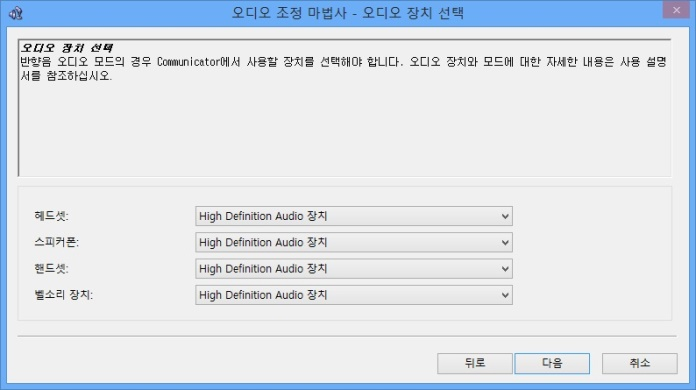 오디오 조정 마법사 - 오디오 장치 선택
오디오 장치 선택
반향음 오디오 모드의 경우 Communicator에서 사용할 장치를 선택해야 합니다. 오디오 장치와 모드에 대한 자세한 내용은 사용 설명
서를 참조하십시오.
헤드셋: High Definition Audio 장치
스피커폰: High Definition Audio 장치
핸드셋: High Definition Audio 장치
벨소리 장치: High Definition Audio 장치
뒤로 다음 취소